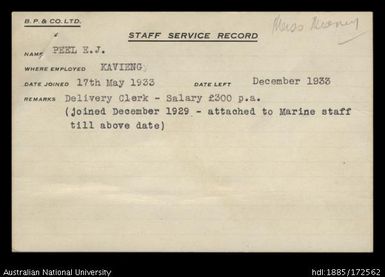 B.P.& CO. LTD.
STAFF SERVICE RECORD
NAME PEEL E.J.
WHERE EMPLOYED KAVIENG
DATE JOINED 17th May 1933 DATE LEFT December 1933
REMARKS Delivery Clerk - Salary £300 p.a.
(joined December 1929 - attached to Marine staff
till above date)
Australian National University
hdl:1885/172562